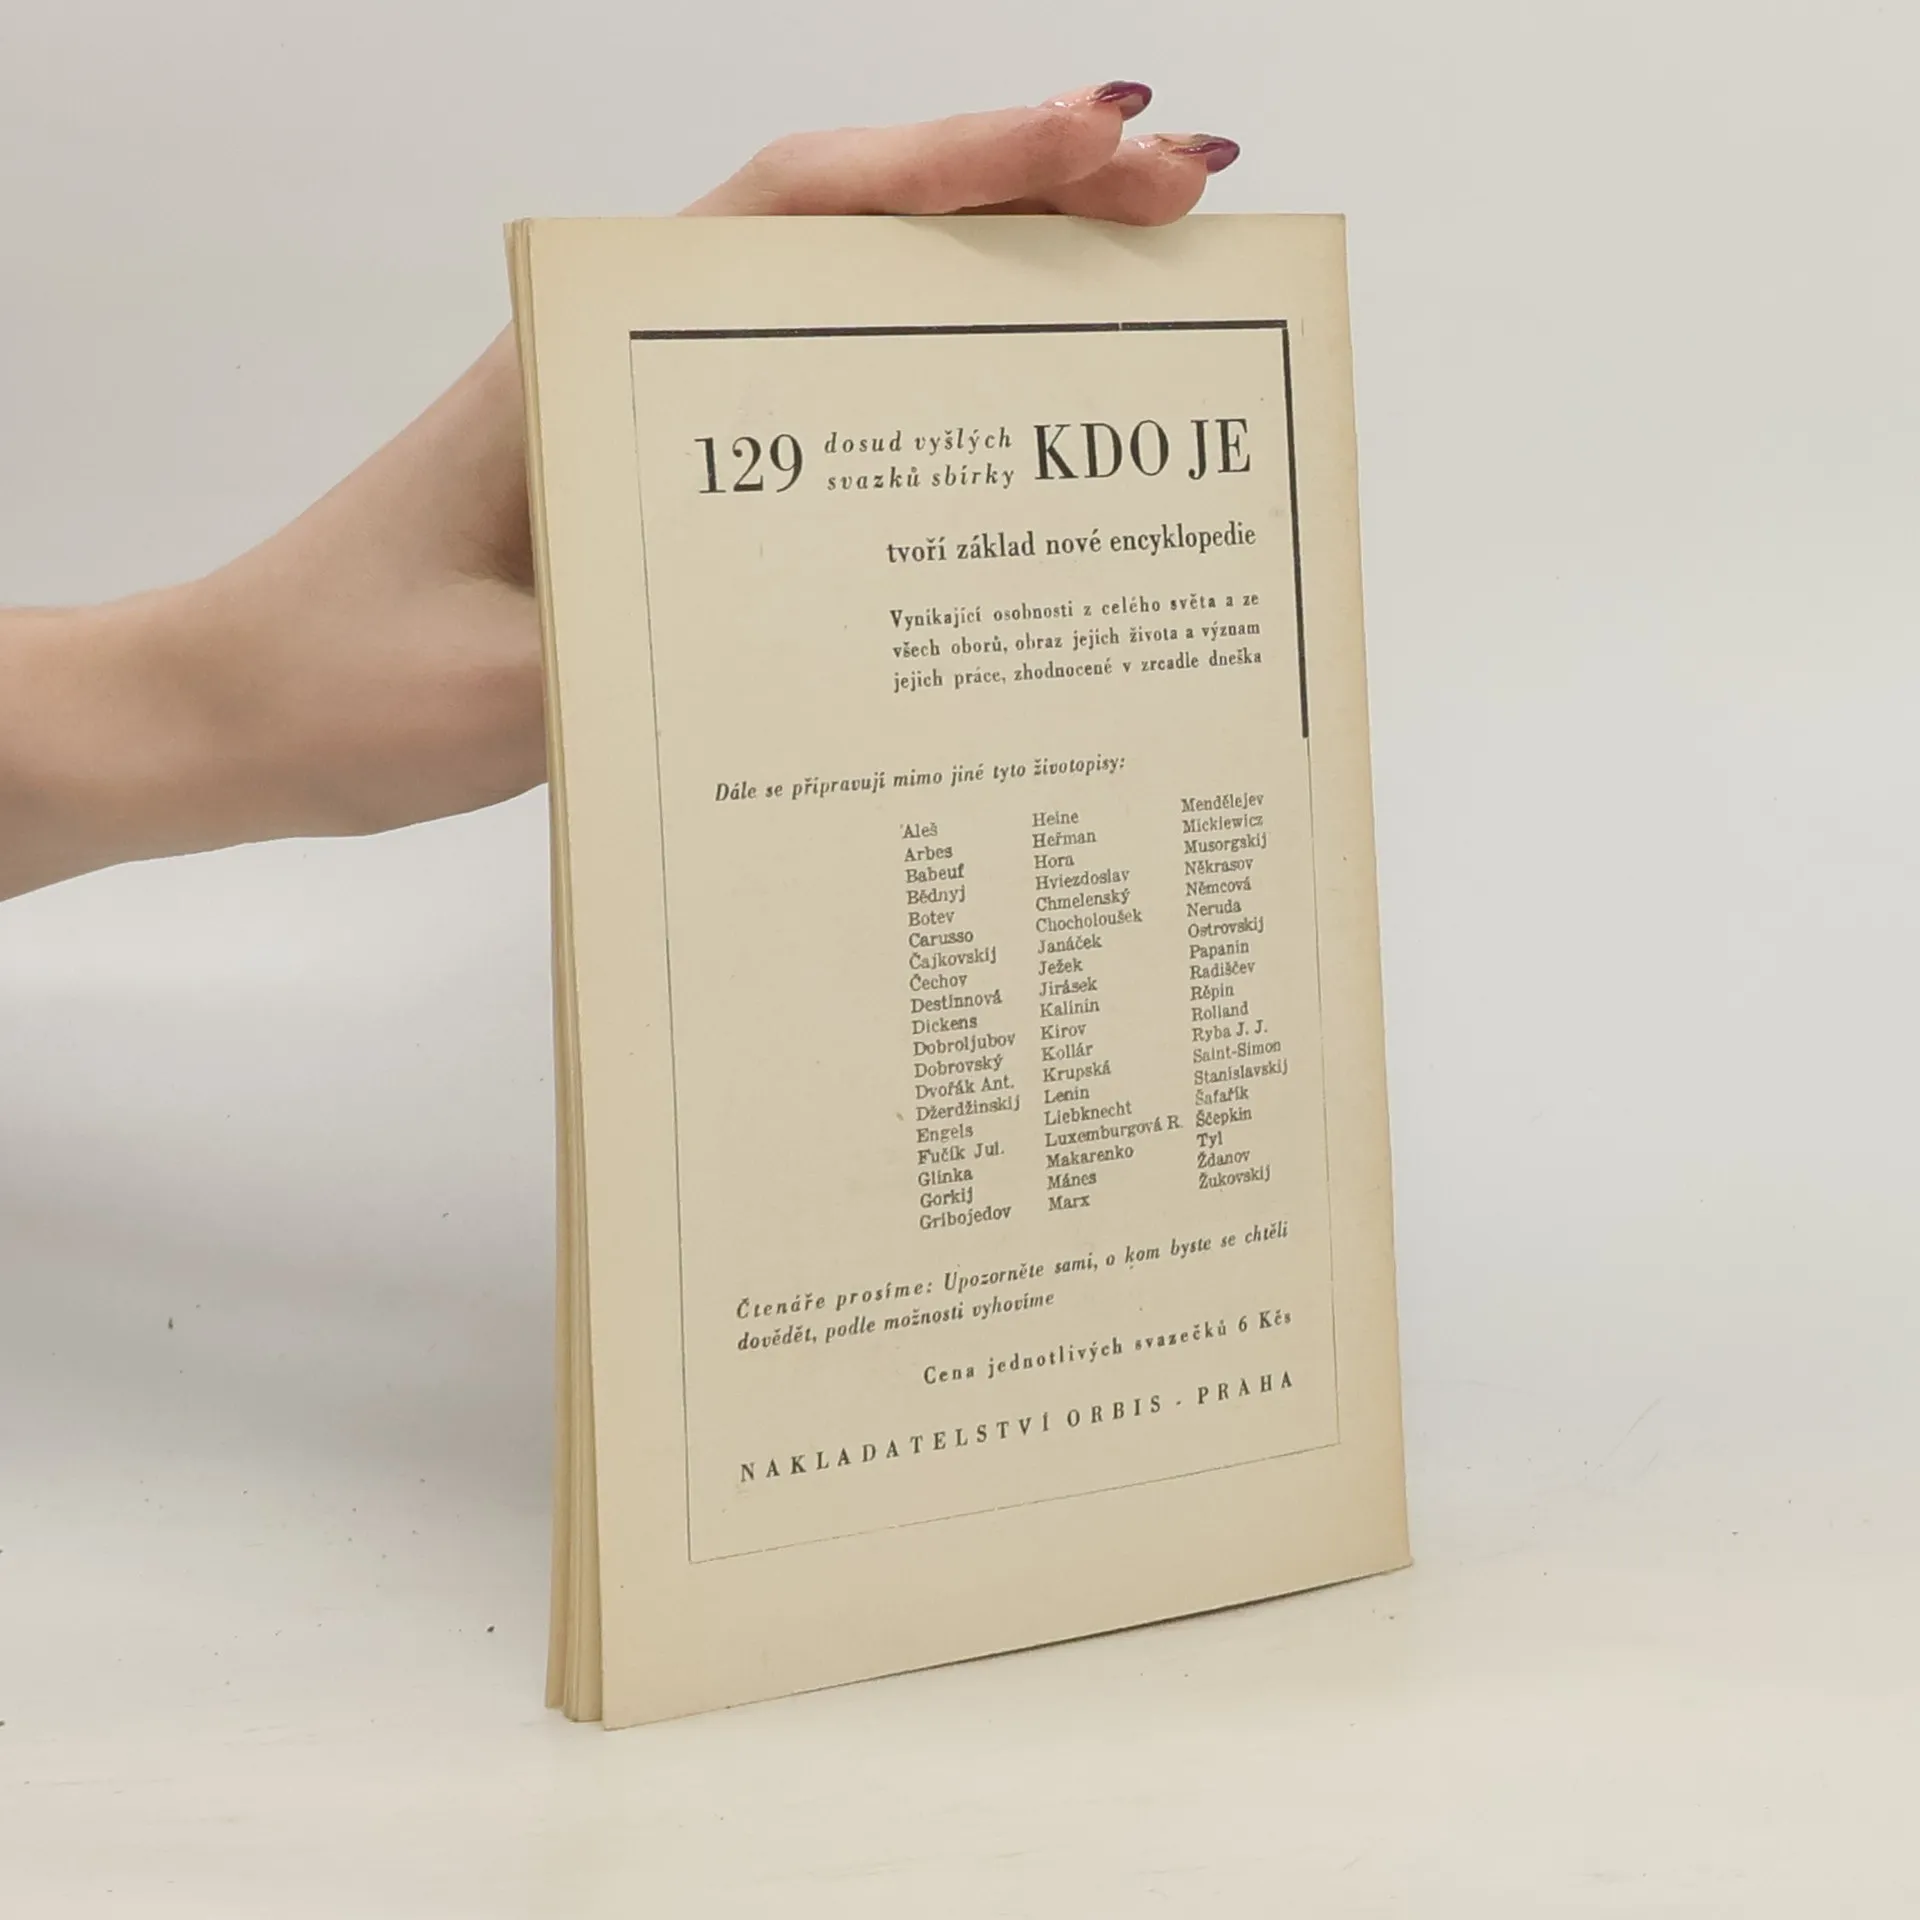 129 dosud vyšlých svazků sbírky KDO JE
tvoří základ nové encyklopedie
Vynikající osobnosti z celého světa a ze
všech oborů, obraz jejich života a význam
jejich práce, zhodnocené v zrcadle dneška
Dále se připravují mimo jiné tyto životopisy:
Aleš
Arbes
Babeuf
Bědnyj
Botev
Carusso
Čajkovskij
Čechov
Destinnová
Dickens
Dobroljubov
Dobrovský
Dvořák Ant.
Džerdžinskij
Engels
Fučík Jul.
Glinka
Gorkij
Gribojedov
Heine
Heřman
Hora
Hviezdoslav
Chmelenský
Chocholoušek
Janáček
Ježek
Jirásek
Kalinin
Kirov
Kollár
Krupská
Lenin
Liebknecht
Luxemburgová R.
Makarenko
Mánes
Marx
Mendělejev
Mickiewicz
Musorgskij
Někrasov
Němcová
Neruda
Ostrovskij
Papanin
Radiščev
Rěpin
Rolland
Ryba J. J.
Saint-Simon
Stanislavskij
Šafařík
Ščepkin
Tyl
Ždanov
Žukovskij
Čtenáře prosíme: Upozorněte sami, o kom byste se chtěli
dovědět, podle možnosti vyhovíme
Cena jednotlivých svazečků 6 Kčs
NAKLADATELSTVÍ ORBIS - PRAHA